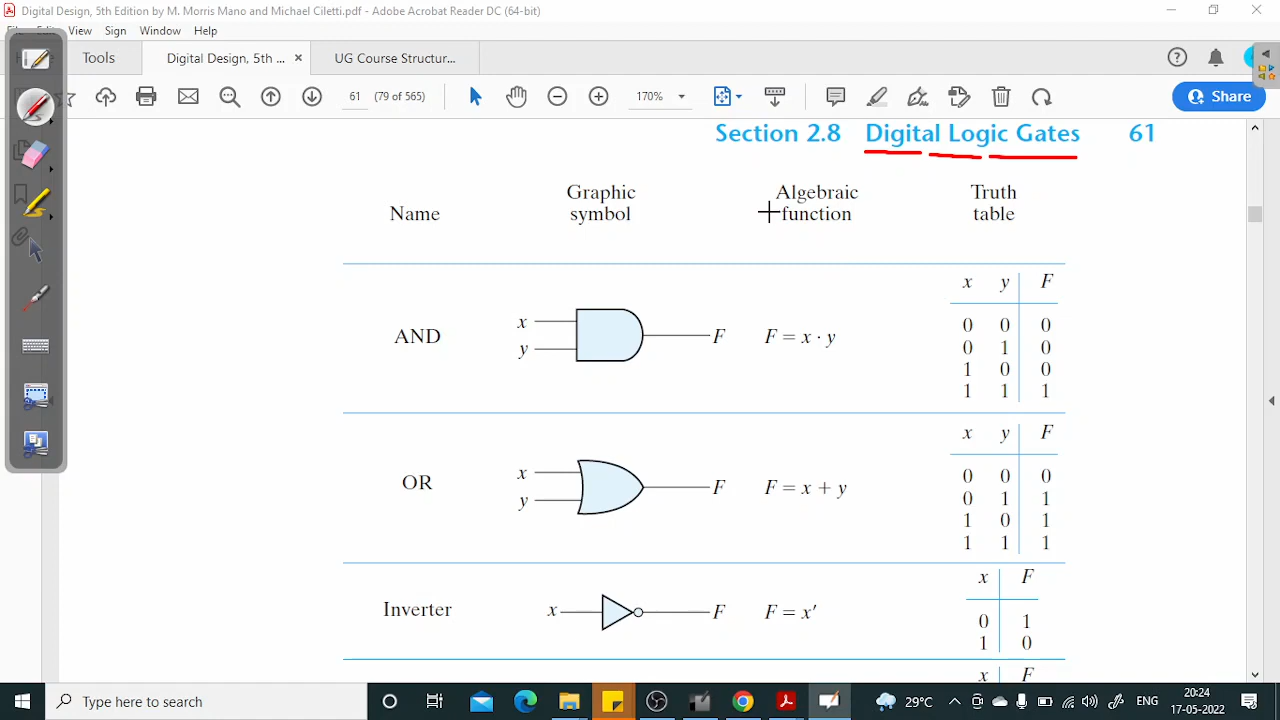 Digital Design, 5th Edition by M. Morris Mano and Michael Ciletti.pdf - Adobe Acrobat Reader DC (64-bit)
View Sign Window Help
Tools Digital Design, 5th ... × UG Course Structur...
61 (79 of 565) 170% Share
Section 2.8 Digital Logic Gates 61
Name Graphic symbol Algebraic function Truth table
x y F
AND x y F F = x · y
0 0 0
0 1 0
1 0 0
1 1 1
x y F
OR x y F F = x + y
0 0 0
0 1 1
1 0 1
1 1 1
x F
Inverter x F F = x′
0 1
1 0
x F
Type here to search 29°C ENG 20:24
17-05-2022